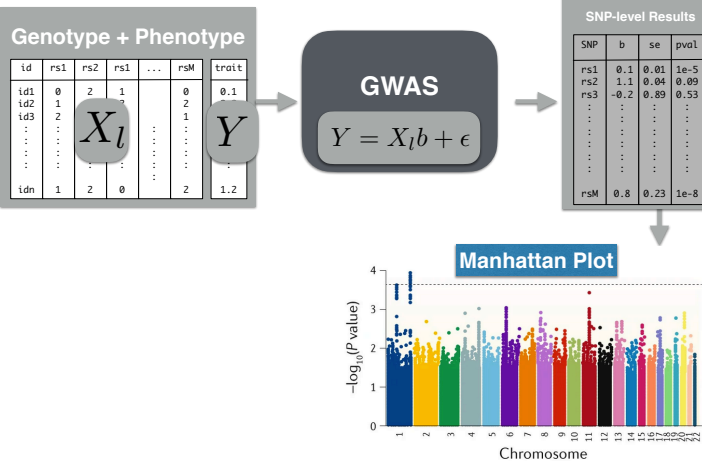 Genotype + Phenotype
id rs1 rs2 rs1 ... rsM trait
id1 0 2 1 0 0.1
id2 1 2
id3 2 1
: : : : :
X_l
Y
idn 1 2 0 2 1.2
GWAS
Y = X_l b + ϵ
SNP-level Results
SNP b se pval
rs1 0.1 0.01 1e-5
rs2 1.1 0.04 0.09
rs3 -0.2 0.89 0.53
: : : :
rsM 0.8 0.23 1e-8
Manhattan Plot
−log10(P value)
4
3
2
1
0
1 2 3 4 5 6 7 8 9 10 11 12 13 14 15 16 17 18 19 20 21 22
Chromosome